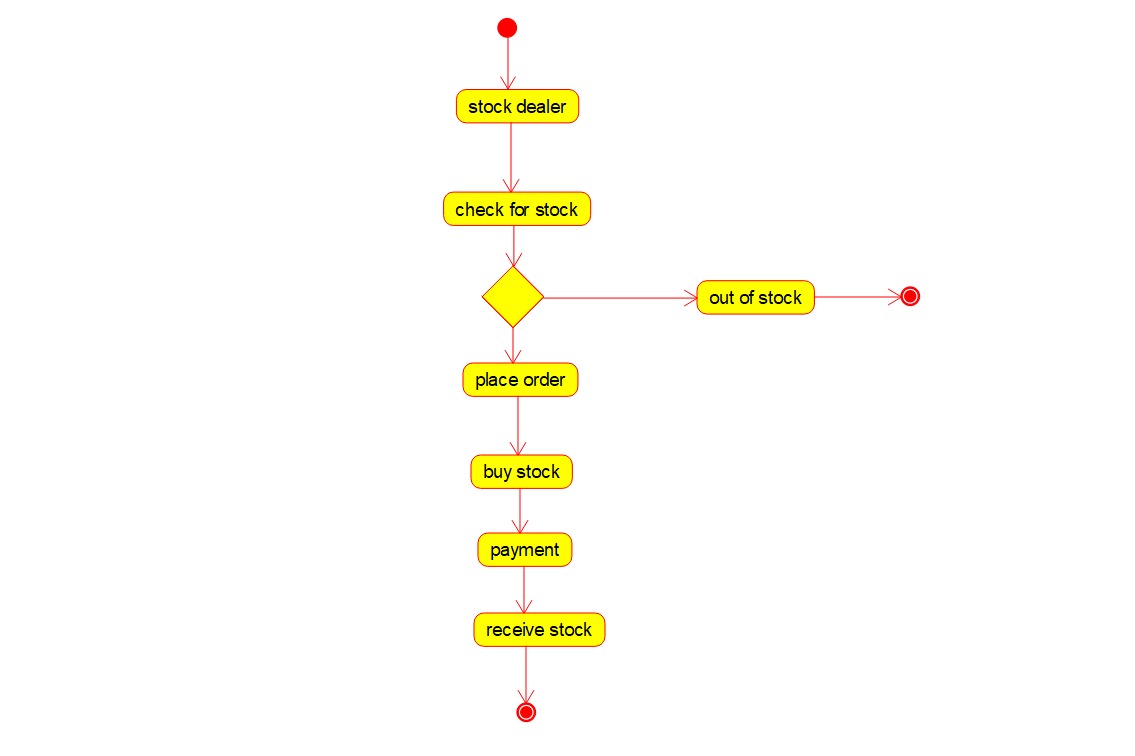 stock dealer
check for stock
out of stock
place order
buy stock
payment
receive stock